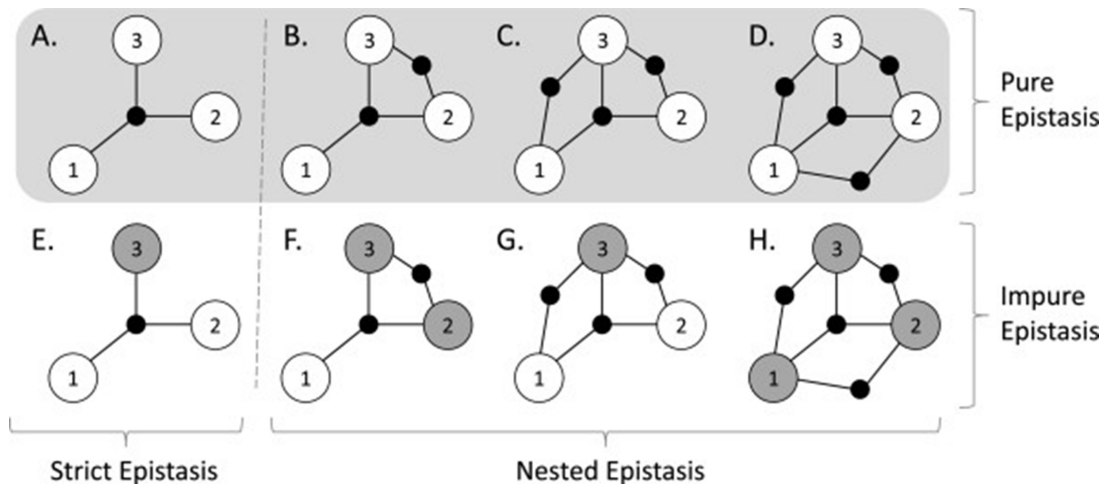 A. B. C. D.
3 3 3 3
2 2 2 2
1 1 1 1
Pure
Epistasis
E. F. G. H.
3 3 3 3
2 2 2 2
1 1 1 1
Impure
Epistasis
Strict Epistasis
Nested Epistasis